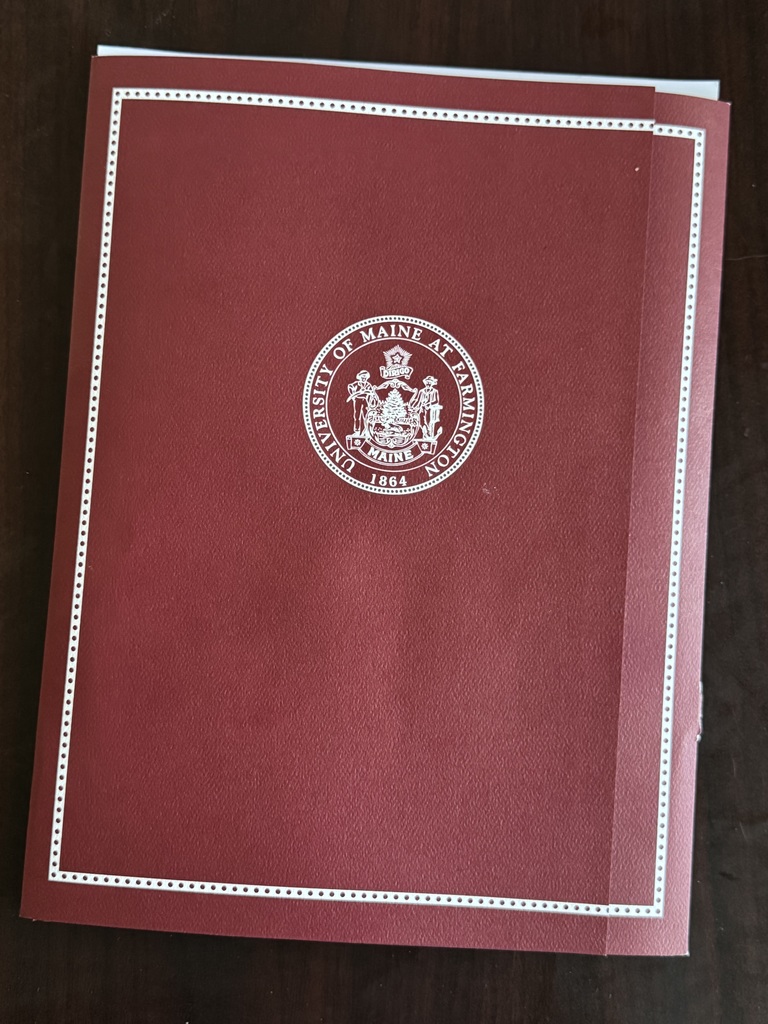 UNIVERSITY OF MAINE AT FARMINGTON
DIRIGO
MAINE
1864